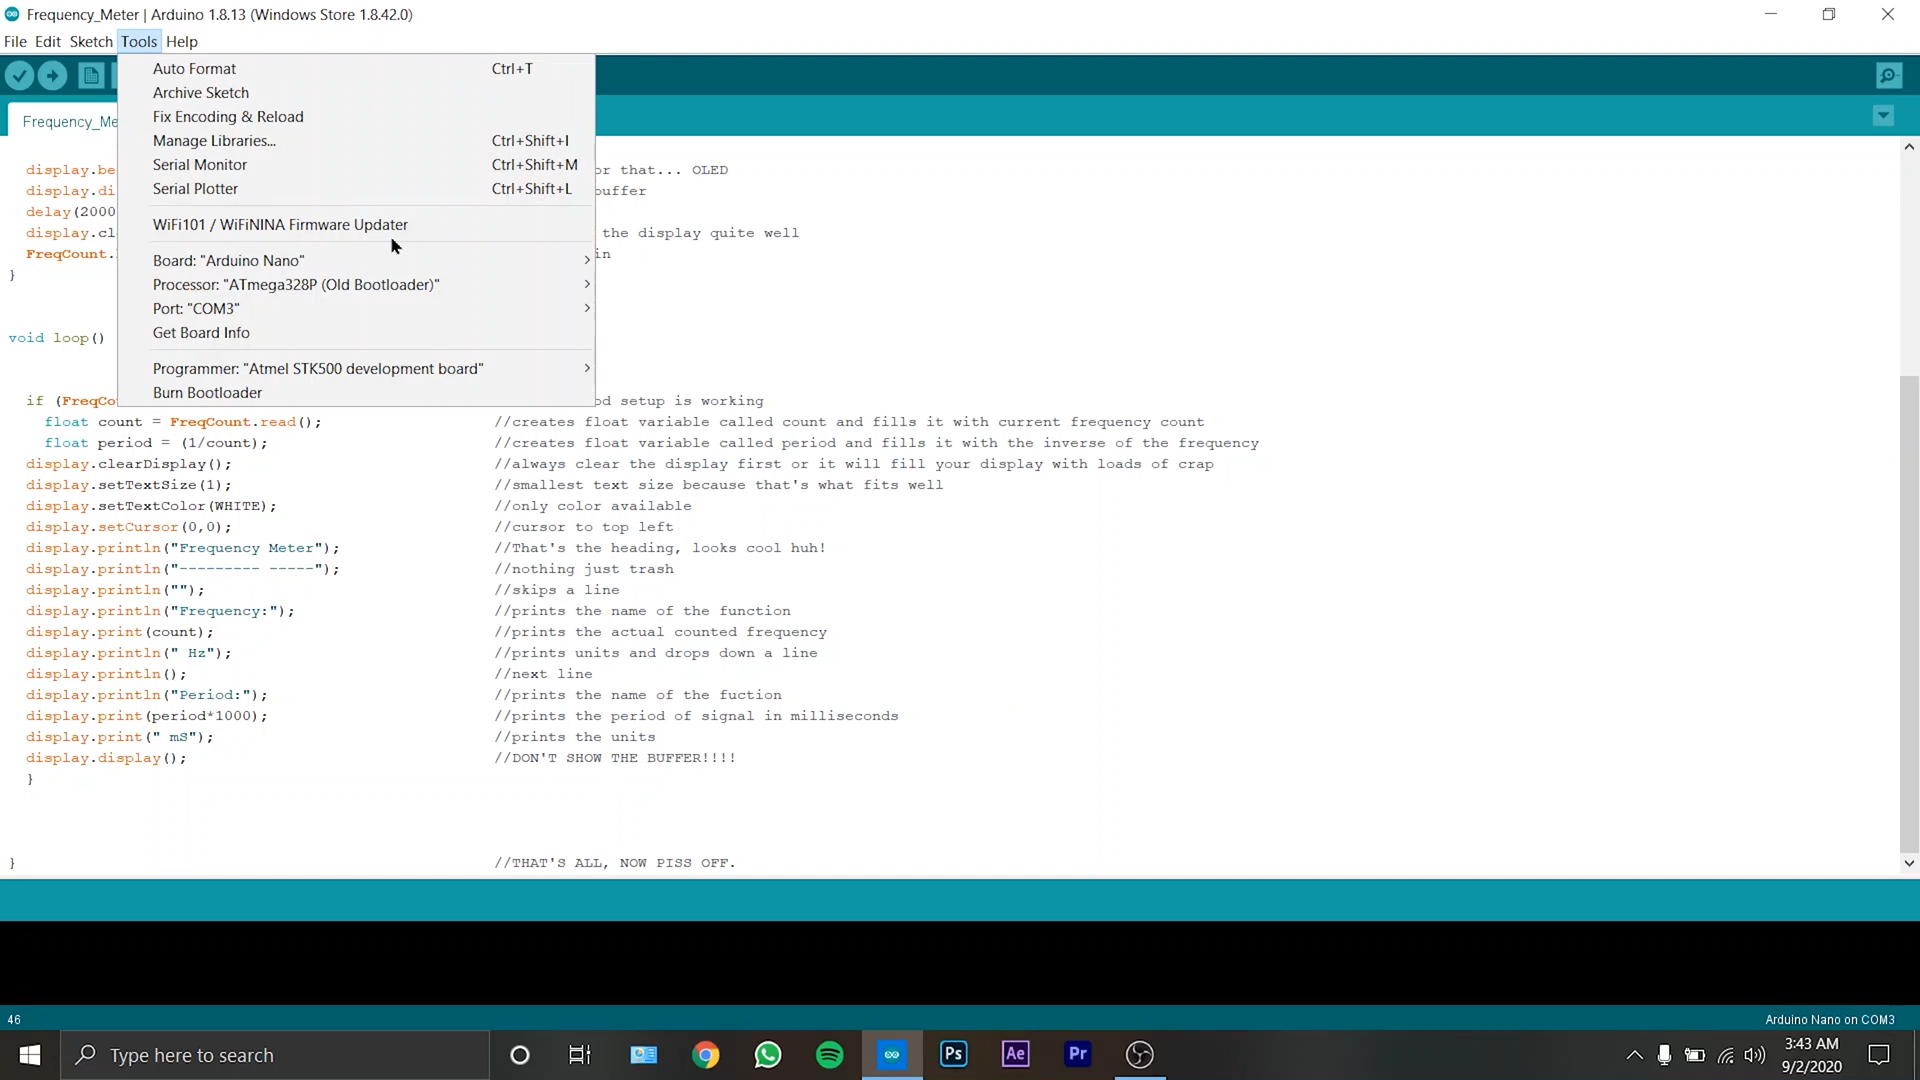 Frequency_Meter | Arduino 1.8.13 (Windows Store 1.8.42.0)
File Edit Sketch Tools Help
Auto Format Ctrl+T
Archive Sketch
Fix Encoding & Reload
Manage Libraries... Ctrl+Shift+I
Serial Monitor Ctrl+Shift+M
Serial Plotter Ctrl+Shift+L
WiFi101 / WiFiNINA Firmware Updater
Board: "Arduino Nano"
Processor: "ATmega328P (Old Bootloader)"
Port: "COM3"
Get Board Info
Programmer: "Atmel STK500 development board"
Burn Bootloader
Frequency_Me
display.be or that... OLED
display.di buffer
delay(2000
display.cl the display quite well
FreqCount. in
}
void loop()
if (FreqCo od setup is working
float count = FreqCount.read(); //creates float variable called count and fills it with current frequency count
float period = (1/count); //creates float variable called period and fills it with the inverse of the frequency
display.clearDisplay(); //always clear the display first or it will fill your display with loads of crap
display.setTextSize(1); //smallest text size because that's what fits well
display.setTextColor(WHITE); //only color available
display.setCursor(0,0); //cursor to top left
display.println("Frequency Meter"); //That's the heading, looks cool huh!
display.println("--------- -----"); //nothing just trash
display.println(""); //skips a line
display.println("Frequency:"); //prints the name of the function
display.print(count); //prints the actual counted frequency
display.println(" Hz"); //prints units and drops down a line
display.println(); //next line
display.println("Period:"); //prints the name of the fuction
display.print(period*1000); //prints the period of signal in milliseconds
display.print(" mS"); //prints the units
display.display(); //DON'T SHOW THE BUFFER!!!!
}
} //THAT'S ALL, NOW PISS OFF.
46 Arduino Nano on COM3
Type here to search
Ps
Ae
Pr
3:43 AM
9/2/2020